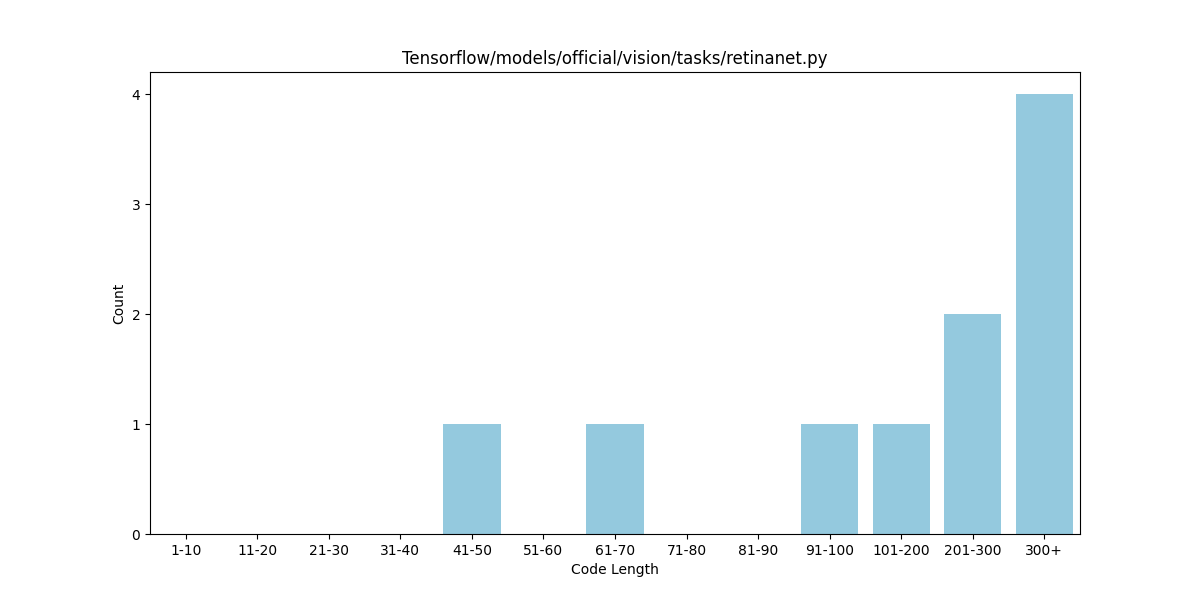 Tensorflow/models/official/vision/tasks/retinanet.py
4
3
2
1
0
Count
1-10 11-20 21-30 31-40 41-50 51-60 61-70 71-80 81-90 91-100 101-200 201-300 300+
Code Length